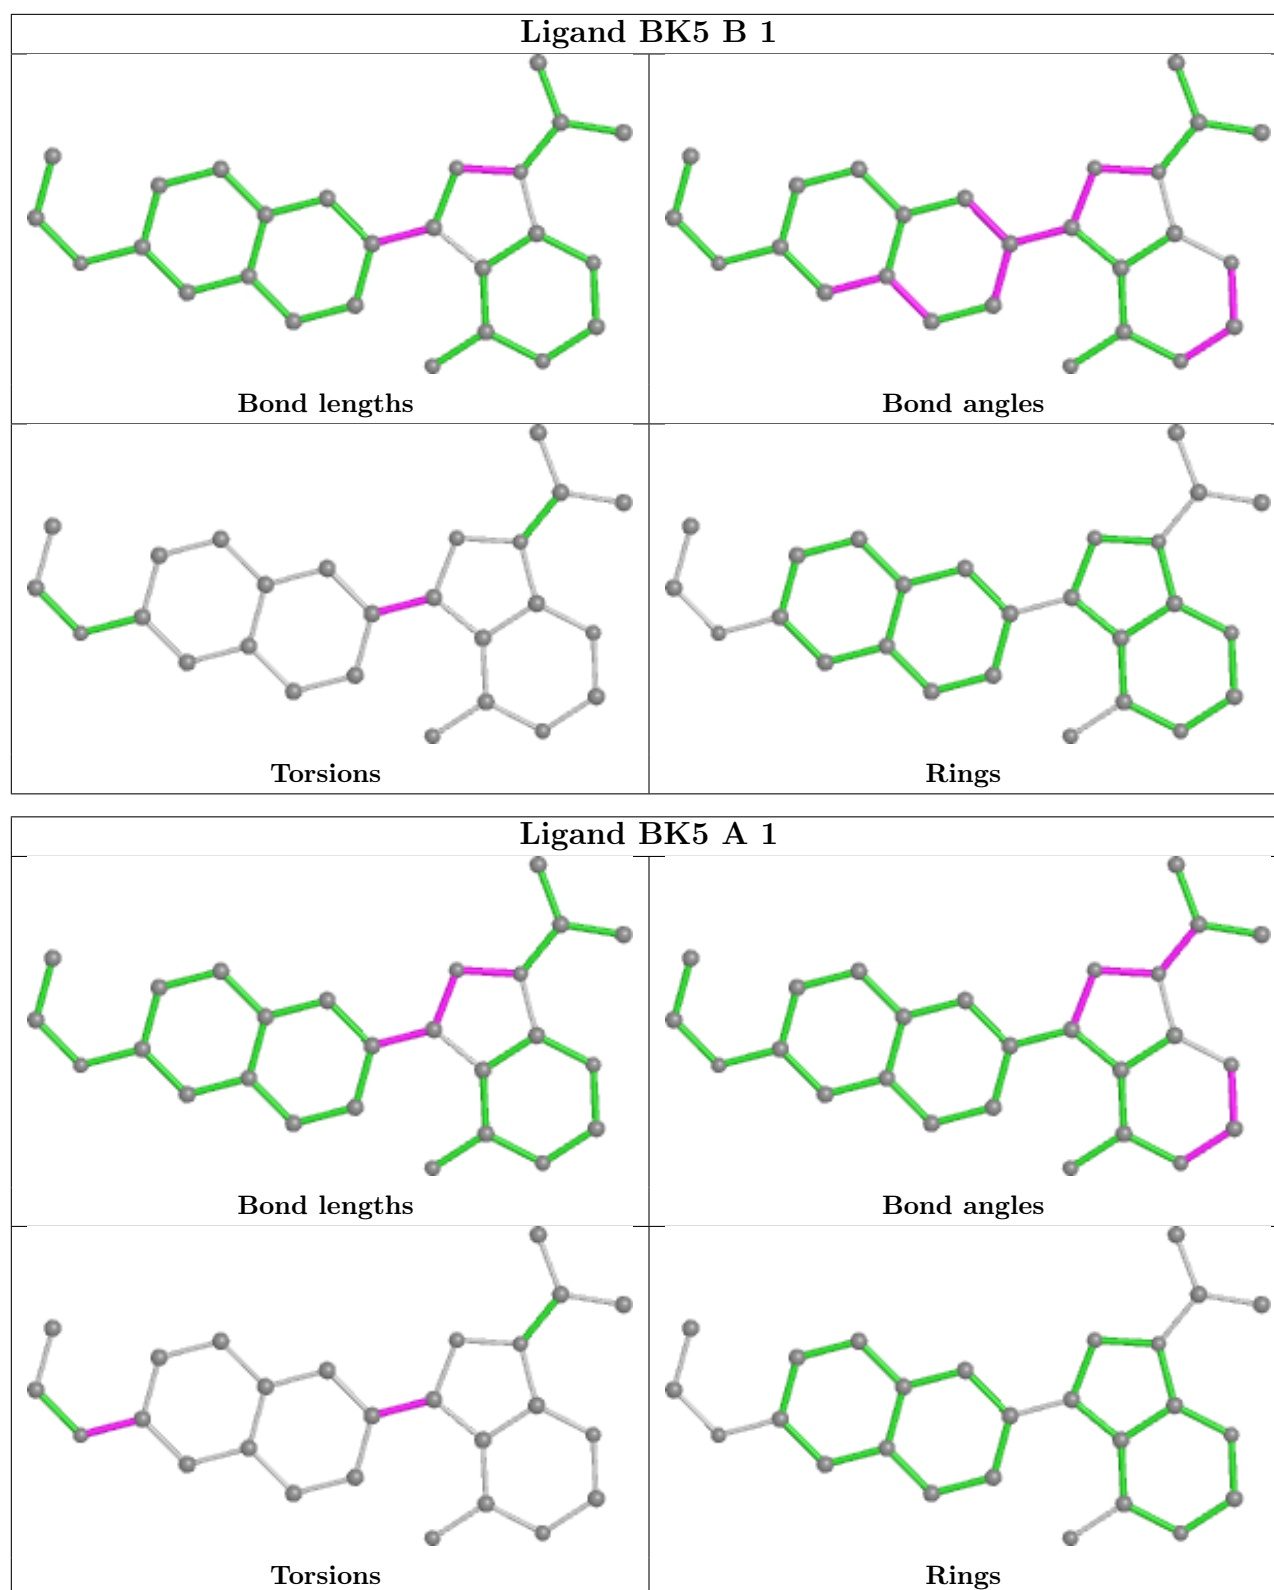 Ligand BK5 B 1
Bond lengths
Bond angles
Torsions
Rings
Ligand BK5 A 1
Bond lengths
Bond angles
Torsions
Rings